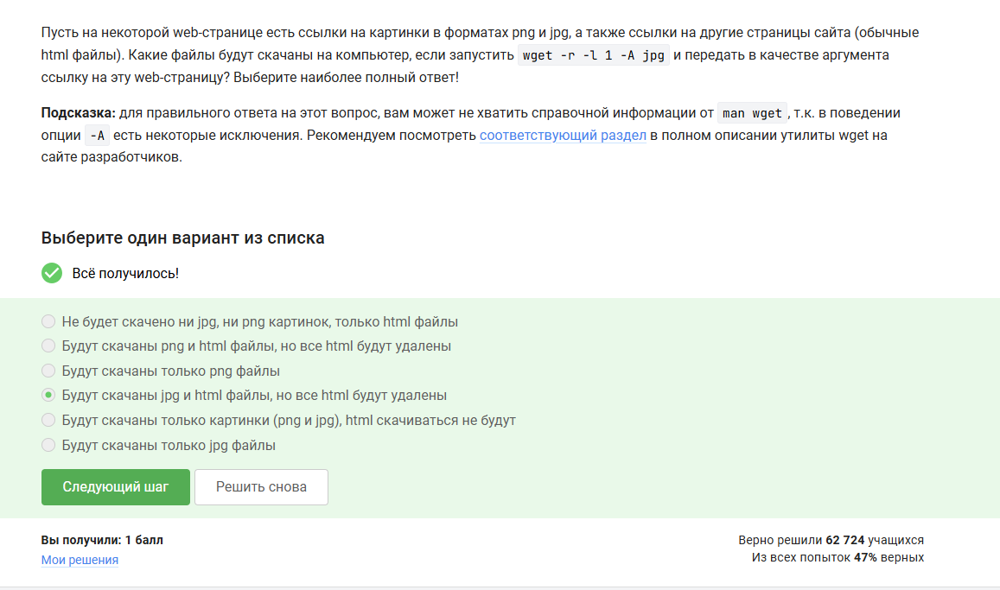 Пусть на некоторой web-странице есть ссылки на картинки в форматах png и jpg, а также ссылки на другие страницы сайта (обычные
html файлы). Какие файлы будут скачаны на компьютер, если запустить wget -r -l 1 -A jpg и передать в качестве аргумента
ссылку на эту web-страницу? Выберите наиболее полный ответ!
Подсказка: для правильного ответа на этот вопрос, вам может не хватить справочной информации от man wget, т.к. в поведении
опции -A есть некоторые исключения. Рекомендуем посмотреть соответствующий раздел в полном описании утилиты wget на
сайте разработчиков.
Выберите один вариант из списка
Всё получилось!
Не будет скачено ни jpg, ни png картинок, только html файлы
Будут скачаны png и html файлы, но все html будут удалены
Будут скачаны только png файлы
Будут скачаны jpg и html файлы, но все html будут удалены
Будут скачаны только картинки (png и jpg), html скачиваться не будут
Будут скачаны только jpg файлы
Следующий шаг Решить снова
Вы получили: 1 балл
Мои решения
Верно решили 62 724 учащихся
Из всех попыток 47% верных